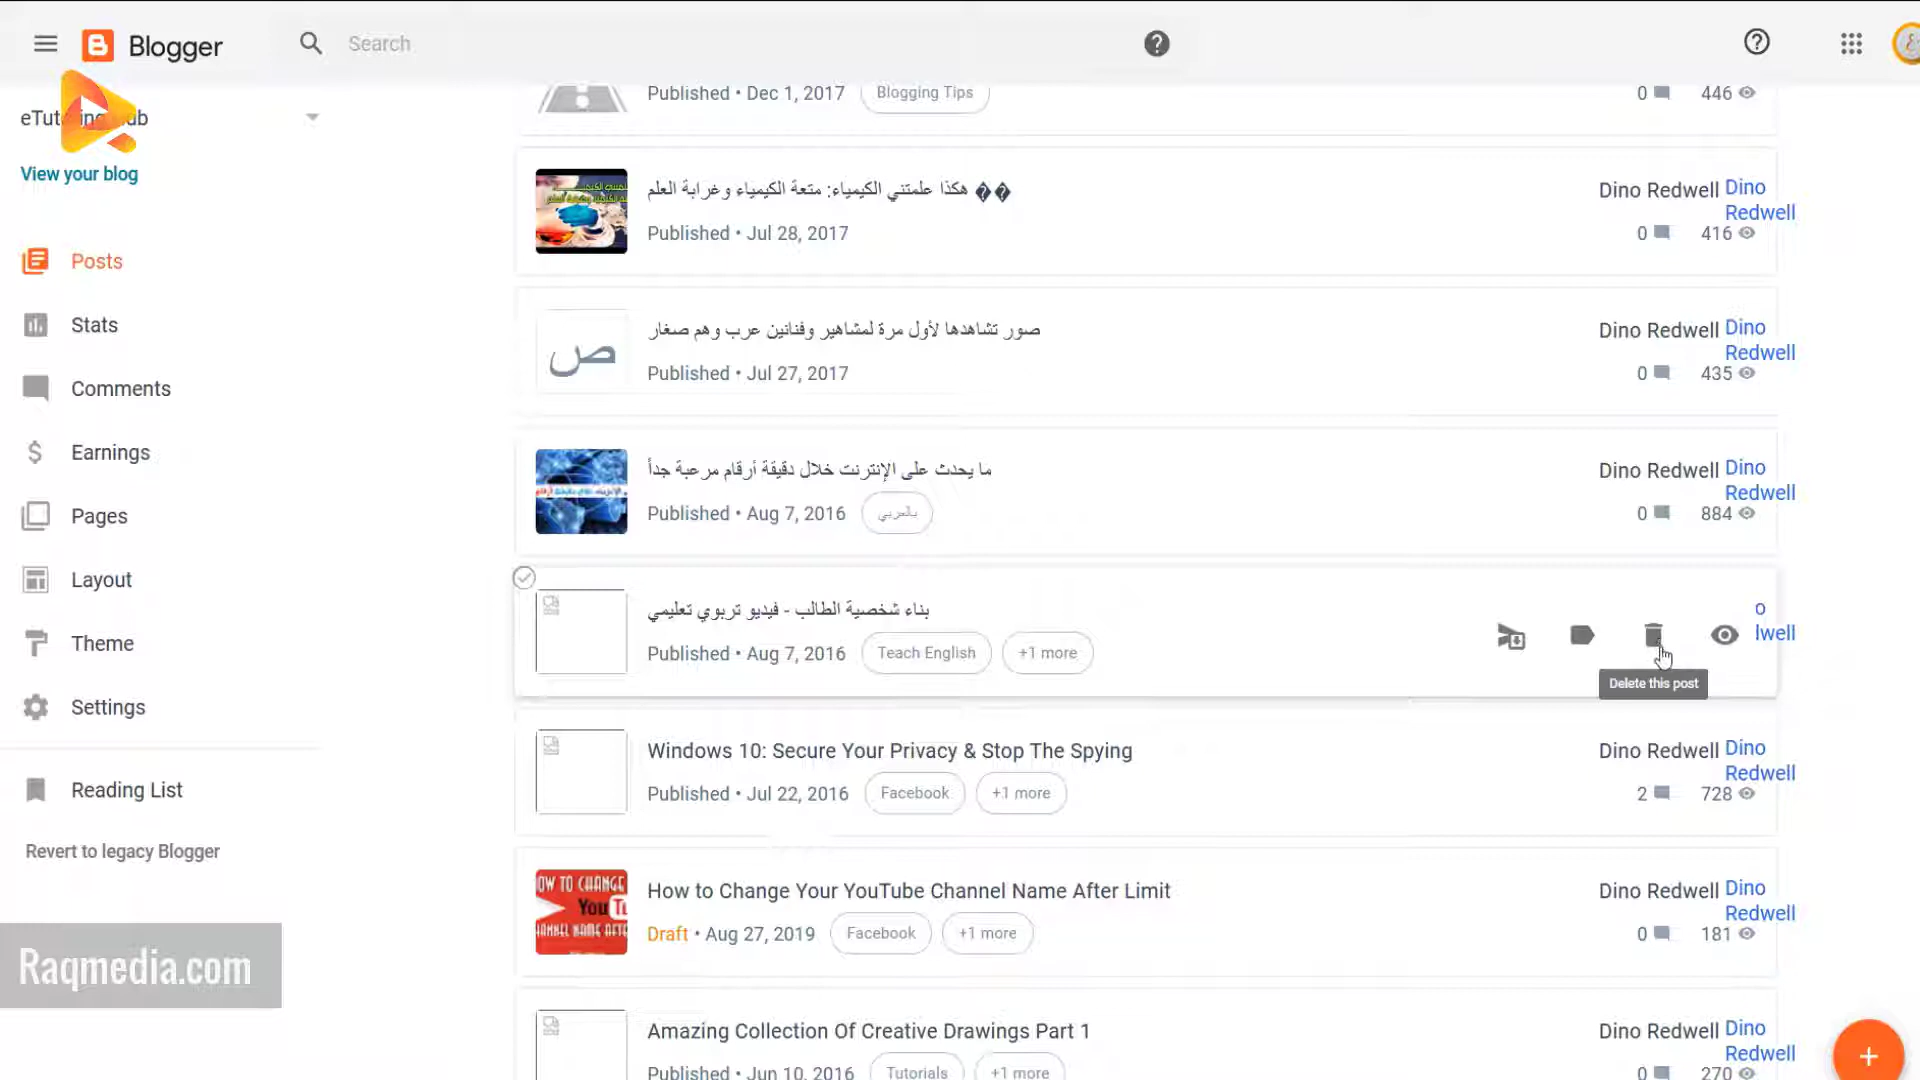 Blogger
Search
eTut
ub
View your blog
Posts
Stats
Comments
Earnings
Pages
Layout
Theme
Settings
Reading List
Revert to legacy Blogger
Raqmedia.com
Published • Dec 1, 2017 Blogging Tips
0 446
هكذا علمتني الكيمياء: متعة الكيمياء وغرابة العلم
Dino Redwell Dino
Redwell
Published • Jul 28, 2017
0 416
صور تشاهدها لأول مرة لمشاهير وفنانين عرب وهم صغار
Dino Redwell Dino
Redwell
Published • Jul 27, 2017
0 435
ص
ما يحدث على الإنترنت خلال دقيقة أرقام مرعبة جداً
Dino Redwell Dino
Redwell
Published • Aug 7, 2016 بالعربي
0 884
بناء شخصية الطالب - فيديو تربوي تعليمي
o
lwell
Published • Aug 7, 2016 Teach English +1 more
Delete this post
Windows 10: Secure Your Privacy & Stop The Spying
Dino Redwell Dino
Redwell
Published • Jul 22, 2016 Facebook +1 more
2 728
OW TO CHANGE
YouT
HANNEL NAME AFTE
How to Change Your YouTube Channel Name After Limit
Dino Redwell Dino
Redwell
Draft • Aug 27, 2019 Facebook +1 more
0 181
Amazing Collection Of Creative Drawings Part 1
Dino Redwell Dino
Redwell
Published • Jun 10, 2016 Tutorials +1 more
0 270